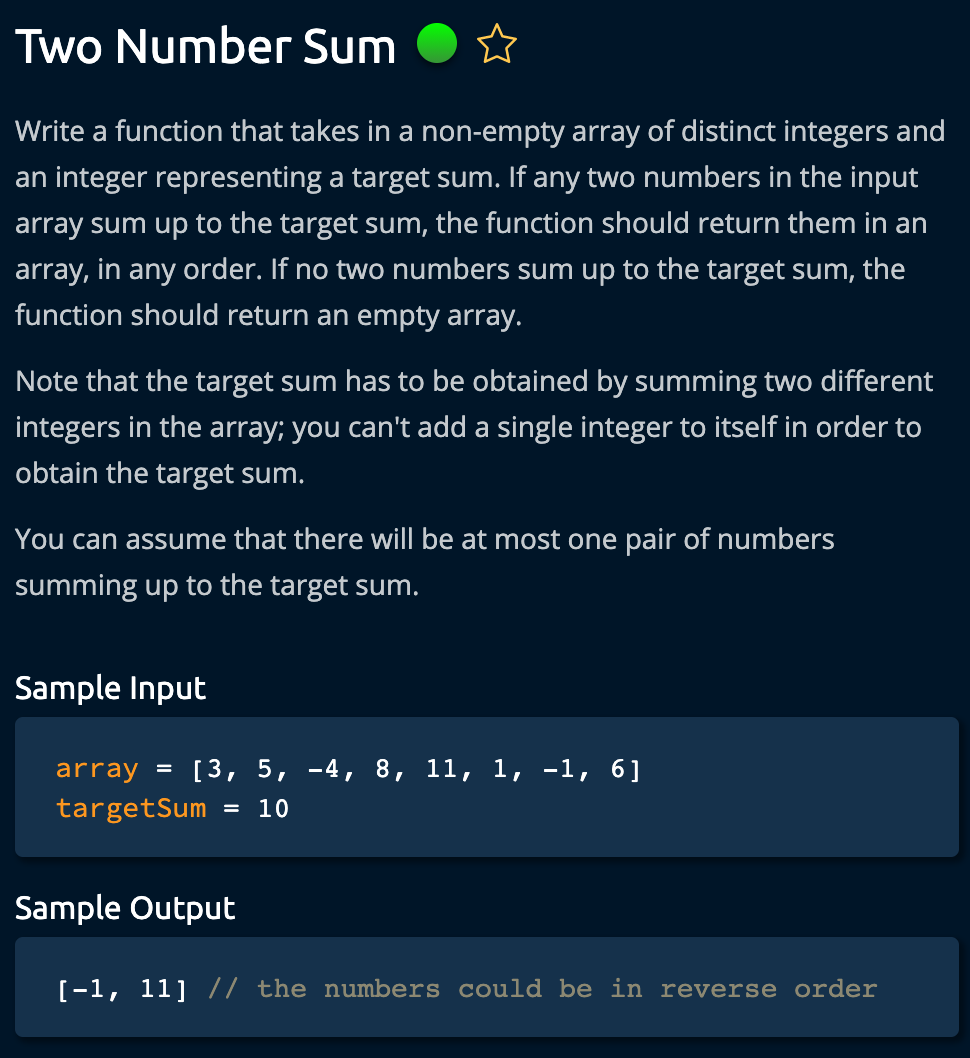 Two Number Sum
Write a function that takes in a non-empty array of distinct integers and
an integer representing a target sum. If any two numbers in the input
array sum up to the target sum, the function should return them in an
array, in any order. If no two numbers sum up to the target sum, the
function should return an empty array.
Note that the target sum has to be obtained by summing two different
integers in the array; you can't add a single integer to itself in order to
obtain the target sum.
You can assume that there will be at most one pair of numbers
summing up to the target sum.
Sample Input
array = [3, 5, -4, 8, 11, 1, -1, 6]
targetSum = 10
Sample Output
[-1, 11] // the numbers could be in reverse order